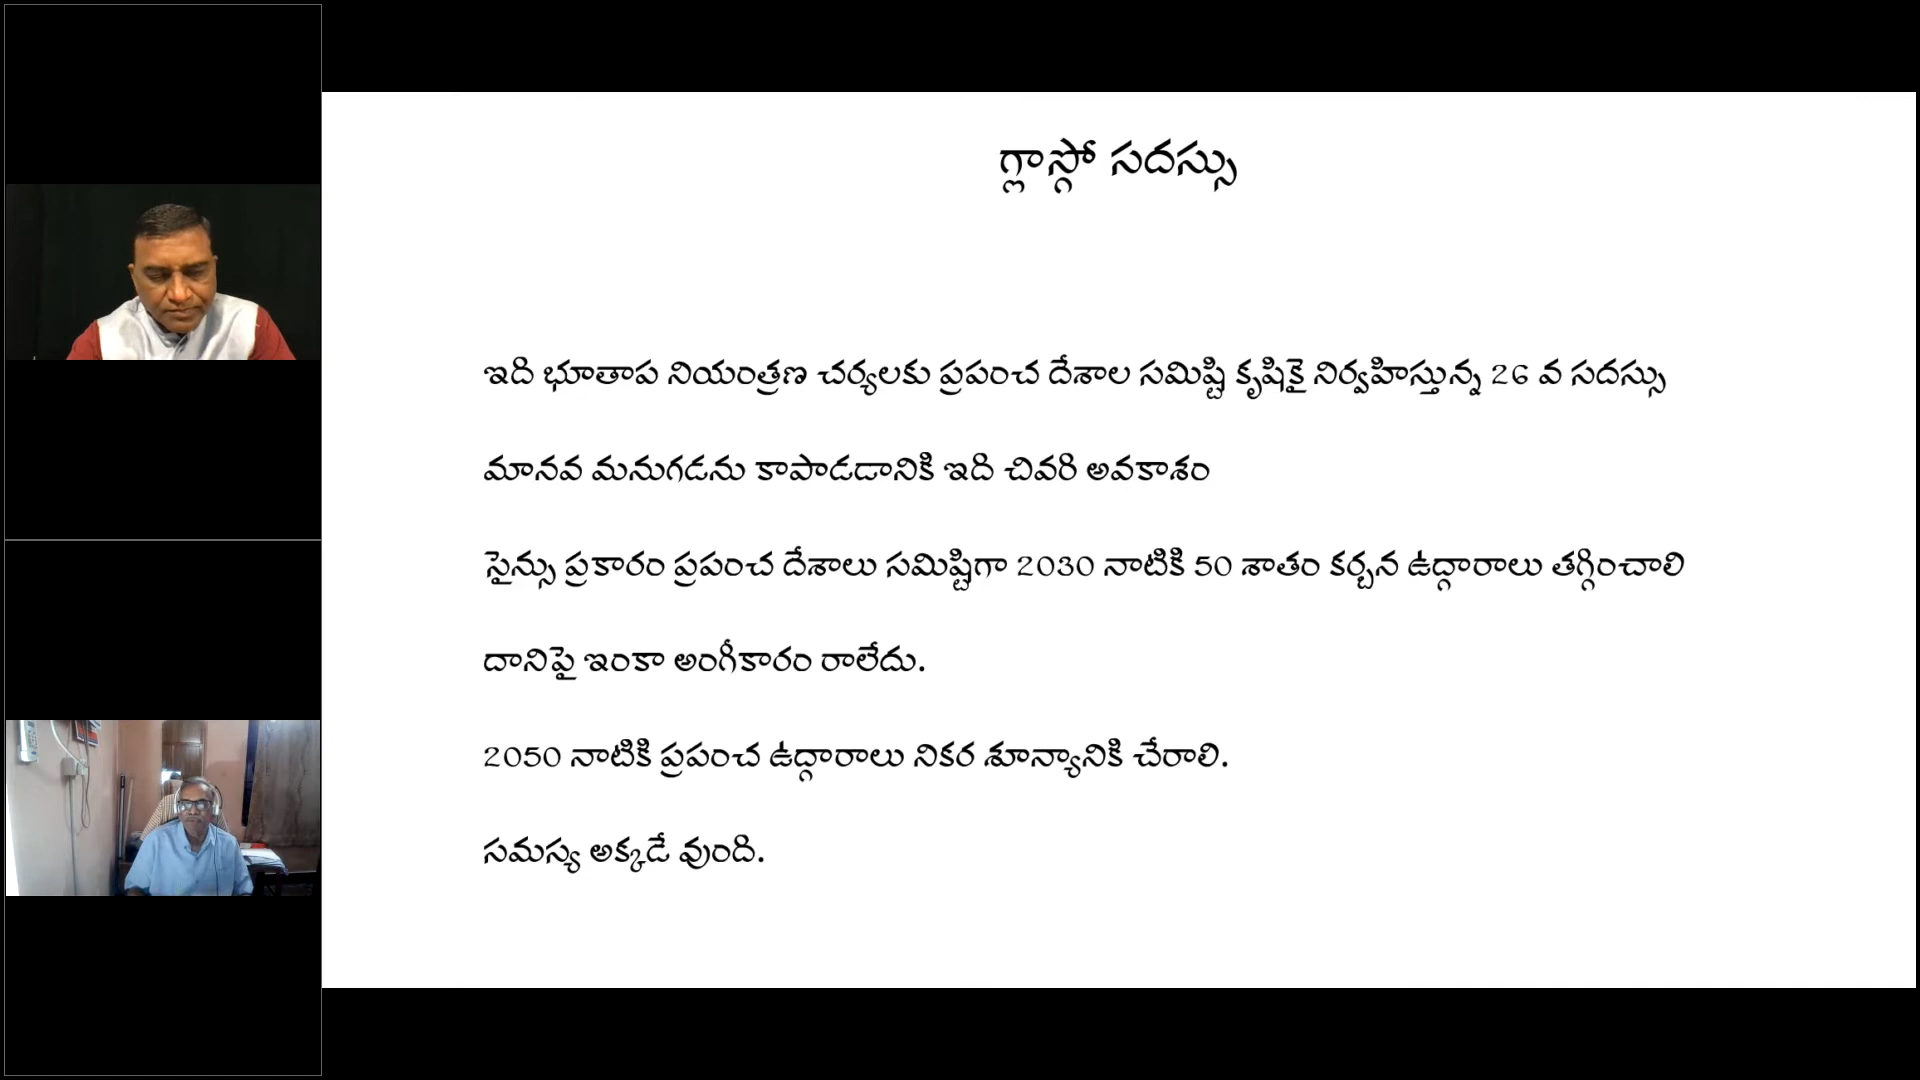 గ్లాస్గో సదస్సు
ఇది భూతాప నియంత్రణ చర్యలకు ప్రపంచ దేశాల సమిష్టి కృషికై నిర్వహిస్తున్న 26 వ సదస్సు
మానవ మనుగడను కాపాడడానికి ఇది చివరి అవకాశం
సైన్సు ప్రకారం ప్రపంచ దేశాలు సమిష్టిగా 2030 నాటికి 50 శాతం కర్బన ఉద్గారాలు తగ్గించాలి
దానిపై ఇంకా అంగీకారం రాలేదు.
2050 నాటికి ప్రపంచ ఉద్గారాలు నికర శూన్యానికి చేరాలి.
సమస్య అక్కడే వుంది.